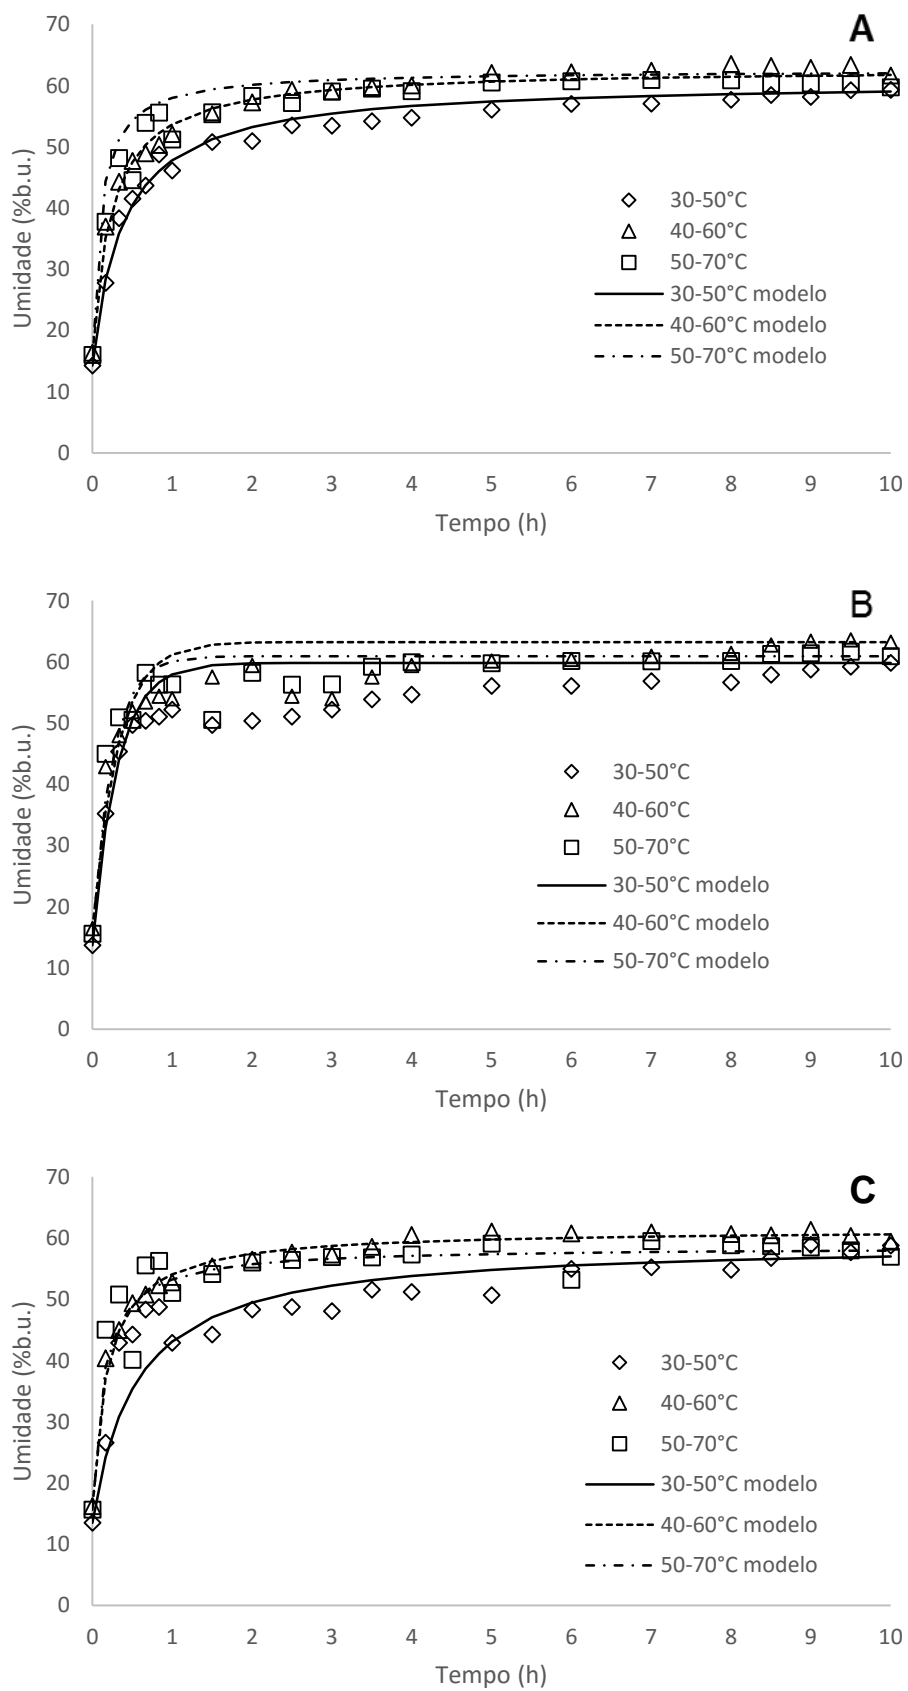 A
70
60
50
40
30
20
10
0
Umidade (%b.u.)
30-50°C
40-60°C
50-70°C
30-50°C modelo
40-60°C modelo
50-70°C modelo
0 1 2 3 4 5 6 7 8 9 10
Tempo (h)
B
70
60
50
40
30
20
10
0
Umidade (%b.u.)
30-50°C
40-60°C
50-70°C
30-50°C modelo
40-60°C modelo
50-70°C modelo
0 1 2 3 4 5 6 7 8 9 10
Tempo (h)
C
70
60
50
40
30
20
10
0
Umidade (%b.u.)
30-50°C
40-60°C
50-70°C
30-50°C modelo
40-60°C modelo
50-70°C modelo
0 1 2 3 4 5 6 7 8 9 10
Tempo (h)